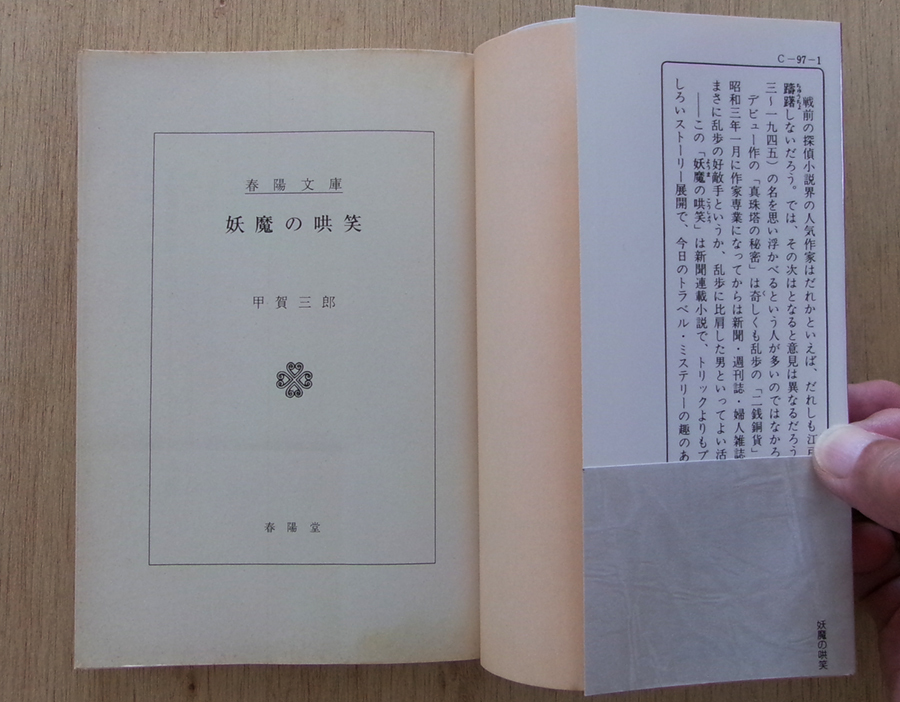 春陽文庫
妖魔の哄笑
甲賀三郎
春陽堂
C-97-1
戦前の探偵小説界の人気作家はだれかといえば、だれしも江戸
躊躇しないだろう。では、その次はとなると意見は異なるだろう
三〜一九四五）の名を思い浮かべるという人が多いのではなかろ
デビュー作の「真珠塔の秘密」は奇しくも乱歩の「二銭銅貨」
昭和三年一月に作家専業になってからは新聞・週刊誌・婦人雑誌
まさに乱歩の好敵手というか、乱歩に比肩した男といってよい活
――この「妖魔の哄笑」は新聞連載小説で、トリックよりもプ
しろいストーリー展開で、今日のトラベル・ミステリーの趣のあ
妖魔の哄笑